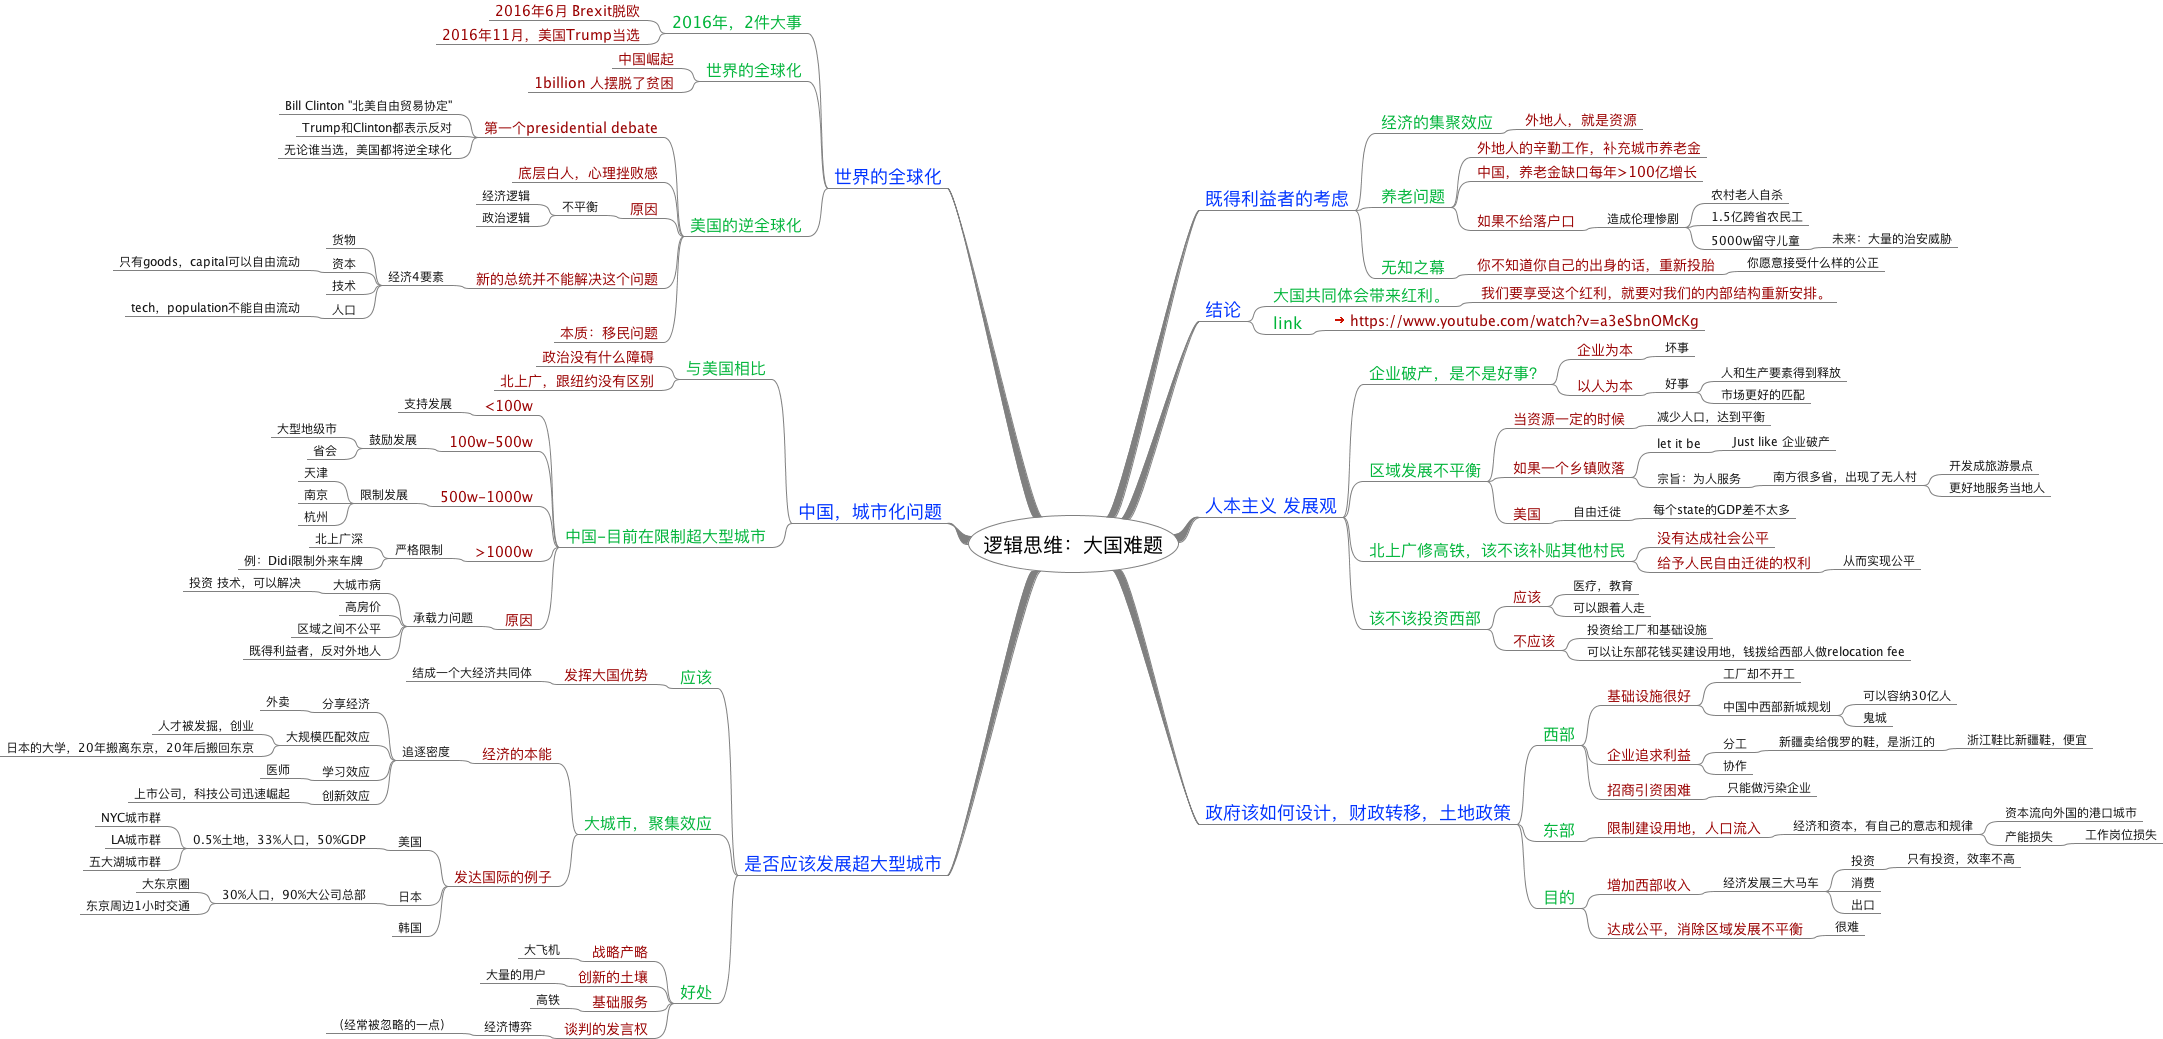 逻辑思维：大国难题
世界的全球化
2016年，2件大事
2016年6月 Brexit脱欧
2016年11月，美国Trump当选
世界的全球化
中国崛起
1billion 人摆脱了贫困
美国的逆全球化
第一个presidential debate
Bill Clinton "北美自由贸易协定"
Trump和Clinton都表示反对
无论谁当选，美国都将逆全球化
底层白人，心理挫败感
原因
不平衡
经济逻辑
政治逻辑
新的总统并不能解决这个问题
经济4要素
货物
资本
只有goods，capital可以自由流动
技术
人口
tech，population不能自由流动
本质：移民问题
中国，城市化问题
与美国相比
政治没有什么障碍
北上广，跟纽约没有区别
中国-目前在限制超大型城市
<100w
支持发展
100w-500w
鼓励发展
大型地级市
省会
500w-1000w
限制发展
天津
南京
杭州
>1000w
严格限制
北上广深
例：Didi限制外来车牌
原因
承载力问题
大城市病
投资 技术，可以解决
高房价
区域之间不公平
既得利益者，反对外地人
是否应该发展超大型城市
应该
发挥大国优势
结成一个大经济共同体
大城市，聚集效应
经济的本能
追逐密度
分享经济
外卖
大规模匹配效应
人才被发掘，创业
日本的大学，20年搬离东京，20年后搬回东京
学习效应
医师
创新效应
上市公司，科技公司迅速崛起
发达国际的例子
美国
0.5%土地，33%人口，50%GDP
NYC城市群
LA城市群
五大湖城市群
日本
30%人口，90%大公司总部
大东京圈
东京周边1小时交通
韩国
好处
战略产略
大飞机
创新的土壤
大量的用户
基础服务
高铁
谈判的发言权
经济博弈
（经常被忽略的一点）
既得利益者的考虑
经济的集聚效应
外地人，就是资源
养老问题
外地人的辛勤工作，补充城市养老金
中国，养老金缺口每年>100亿增长
如果不给落户口
造成伦理惨剧
农村老人自杀
1.5亿跨省农民工
5000w留守儿童
未来：大量的治安威胁
无知之幕
你不知道你自己的出身的话，重新投胎
你愿意接受什么样的公正
结论
大国共同体会带来红利。
我们要享受这个红利，就要对我们的内部结构重新安排。
link
➔ https://www.youtube.com/watch?v=a3eSbnOMcKg
人本主义 发展观
企业破产，是不是好事？
企业为本
坏事
以人为本
好事
人和生产要素得到释放
市场更好的匹配
区域发展不平衡
当资源一定的时候
减少人口，达到平衡
如果一个乡镇败落
let it be
Just like 企业破产
宗旨：为人服务
南方很多省，出现了无人村
开发成旅游景点
更好地服务当地人
美国
自由迁徙
每个state的GDP差不太多
北上广修高铁，该不该补贴其他村民
没有达成社会公平
给予人民自由迁徙的权利
从而实现公平
该不该投资西部
应该
医疗，教育
可以跟着人走
不应该
投资给工厂和基础设施
可以让东部花钱买建设用地，钱拨给西部人做relocation fee
政府该如何设计，财政转移，土地政策
西部
基础设施很好
工厂却不开工
中国中西部新城规划
可以容纳30亿人
鬼城
企业追求利益
分工
新疆卖给俄罗的鞋，是浙江的
浙江鞋比新疆鞋，便宜
协作
招商引资困难
只能做污染企业
东部
限制建设用地，人口流入
经济和资本，有自己的意志和规律
资本流向外国的港口城市
产能损失
工作岗位损失
目的
增加西部收入
经济发展三大马车
投资
只有投资，效率不高
消费
出口
达成公平，消除区域发展不平衡
很难